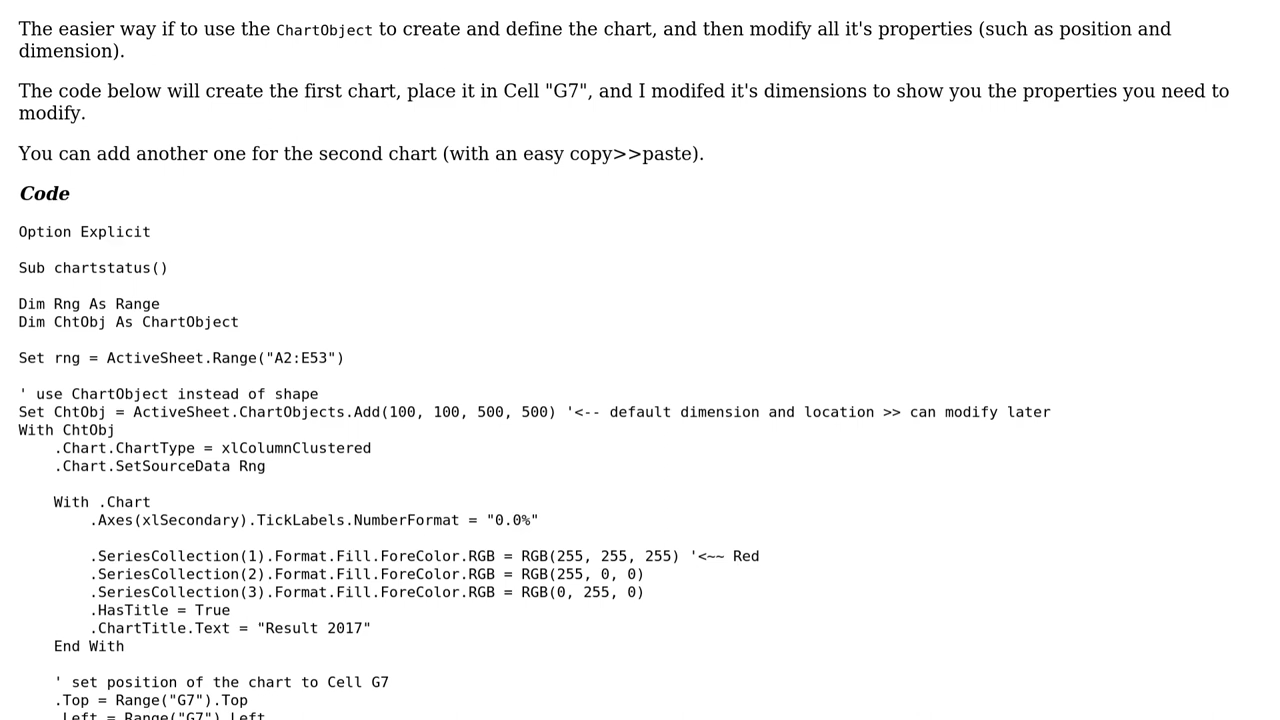 The easier way if to use the ChartObject to create and define the chart, and then modify all it's properties (such as position and
dimension).
The code below will create the first chart, place it in Cell "G7", and I modifed it's dimensions to show you the properties you need to
modify.
You can add another one for the second chart (with an easy copy>>paste).
Code
Option Explicit
Sub chartstatus()
Dim Rng As Range
Dim ChtObj As ChartObject
Set rng = ActiveSheet.Range("A2:E53")
' use ChartObject instead of shape
Set ChtObj = ActiveSheet.ChartObjects.Add(100, 100, 500, 500) '<-- default dimension and location >> can modify later
With ChtObj
    .Chart.ChartType = xlColumnClustered
    .Chart.SetSourceData Rng
    With .Chart
        .Axes(xlSecondary).TickLabels.NumberFormat = "0.0%"
        .SeriesCollection(1).Format.Fill.ForeColor.RGB = RGB(255, 255, 255) '<~~ Red
        .SeriesCollection(2).Format.Fill.ForeColor.RGB = RGB(255, 0, 0)
        .SeriesCollection(3).Format.Fill.ForeColor.RGB = RGB(0, 255, 0)
        .HasTitle = True
        .ChartTitle.Text = "Result 2017"
    End With
    ' set position of the chart to Cell G7
    .Top = Range("G7").Top
    .Left = Range("G7").Left